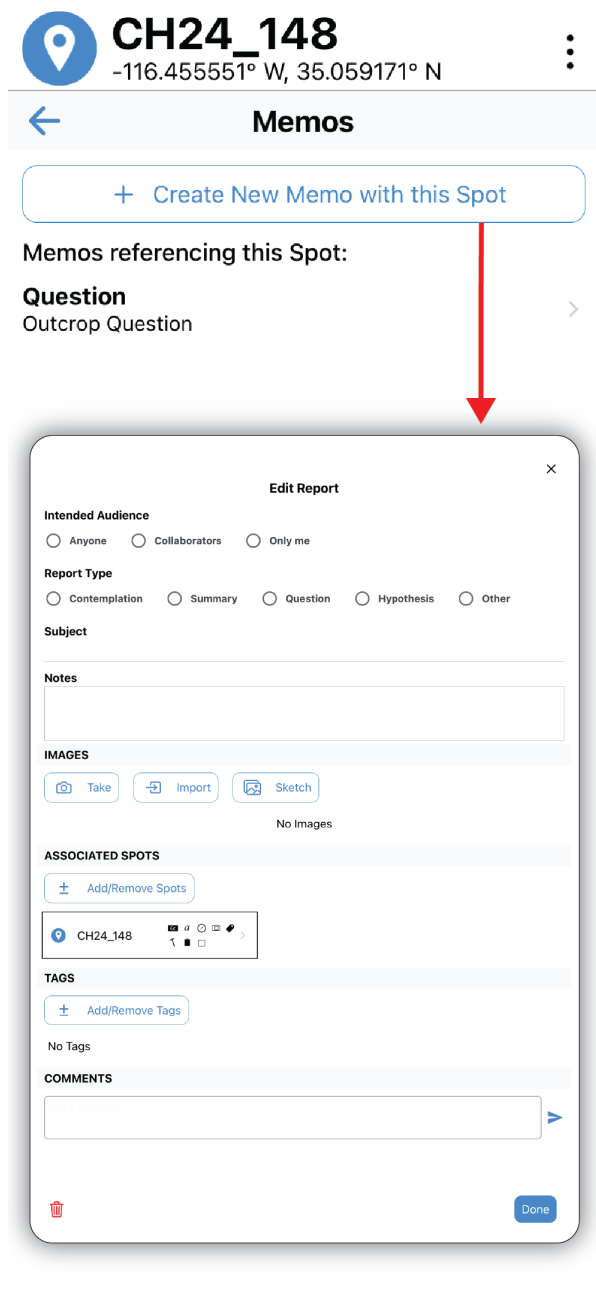 CH24_148
-116.455551° W, 35.059171° N
Memos
+ Create New Memo with this Spot
Memos referencing this Spot:
Question
Outcrop Question
Edit Report
Intended Audience
Anyone Collaborators Only me
Report Type
Contemplation Summary Question Hypothesis Other
Subject
Notes
IMAGES
Take Import Sketch
No Images
ASSOCIATED SPOTS
± Add/Remove Spots
CH24_148
TAGS
± Add/Remove Tags
No Tags
COMMENTS
Done